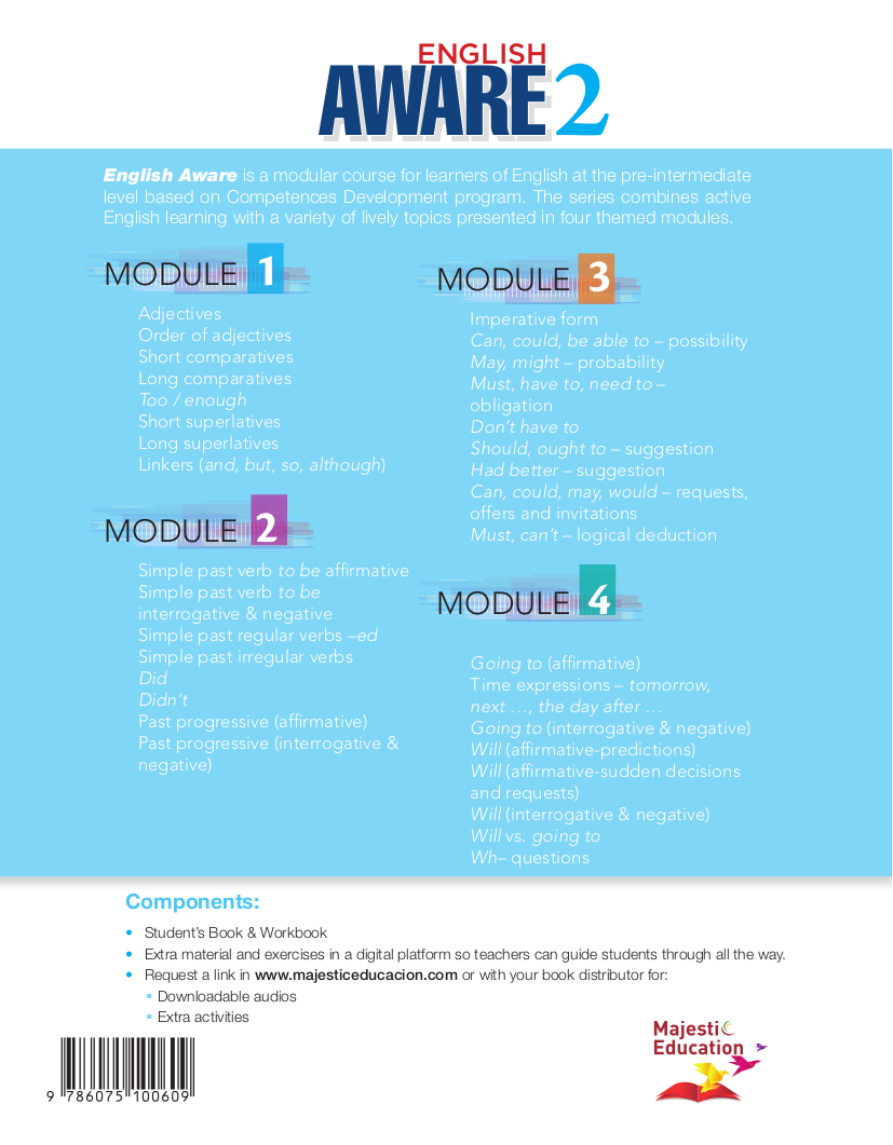 ENGLISH
AWARE 2
English Aware is a modular course for learners of English at the pre-intermediate
level based on Competences Development program. The series combines active
English learning with a variety of lively topics presented in four themed modules.
MODULE 1
Adjectives
Order of adjectives
Short comparatives
Long comparatives
Too / enough
Short superlatives
Long superlatives
Linkers (and, but, so, although)
MODULE 2
Simple past verb to be affirmative
Simple past verb to be
interrogative & negative
Simple past regular verbs –ed
Simple past irregular verbs
Did
Didn’t
Past progressive (affirmative)
Past progressive (interrogative &
negative)
MODULE 3
Imperative form
Can, could, be able to – possibility
May, might – probability
Must, have to, need to –
obligation
Don’t have to
Should, ought to – suggestion
Had better – suggestion
Can, could, may, would – requests,
offers and invitations
Must, can’t – logical deduction
MODULE 4
Going to (affirmative)
Time expressions – tomorrow,
next …, the day after …
Going to (interrogative & negative)
Will (affirmative-predictions)
Will (affirmative-sudden decisions
and requests)
Will (interrogative & negative)
Will vs. going to
Wh– questions
Components:
• Student’s Book & Workbook
• Extra material and exercises in a digital platform so teachers can guide students through all the way.
• Request a link in www.majesticeducacion.com or with your book distributor for:
▪ Downloadable audios
▪ Extra activities
9 786075 100609
Majestic
Education